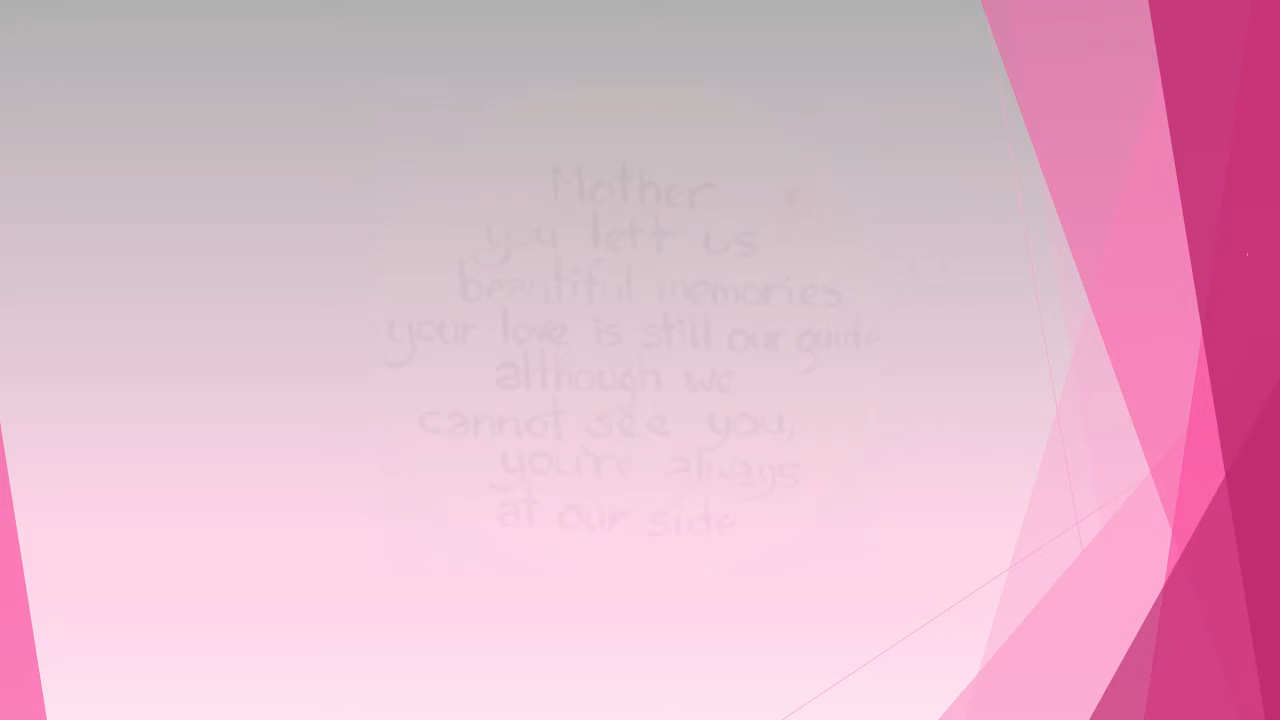 Mother
you left us
beautiful memories
your love is still our guide
although we
cannot see you,
you're always
at our side